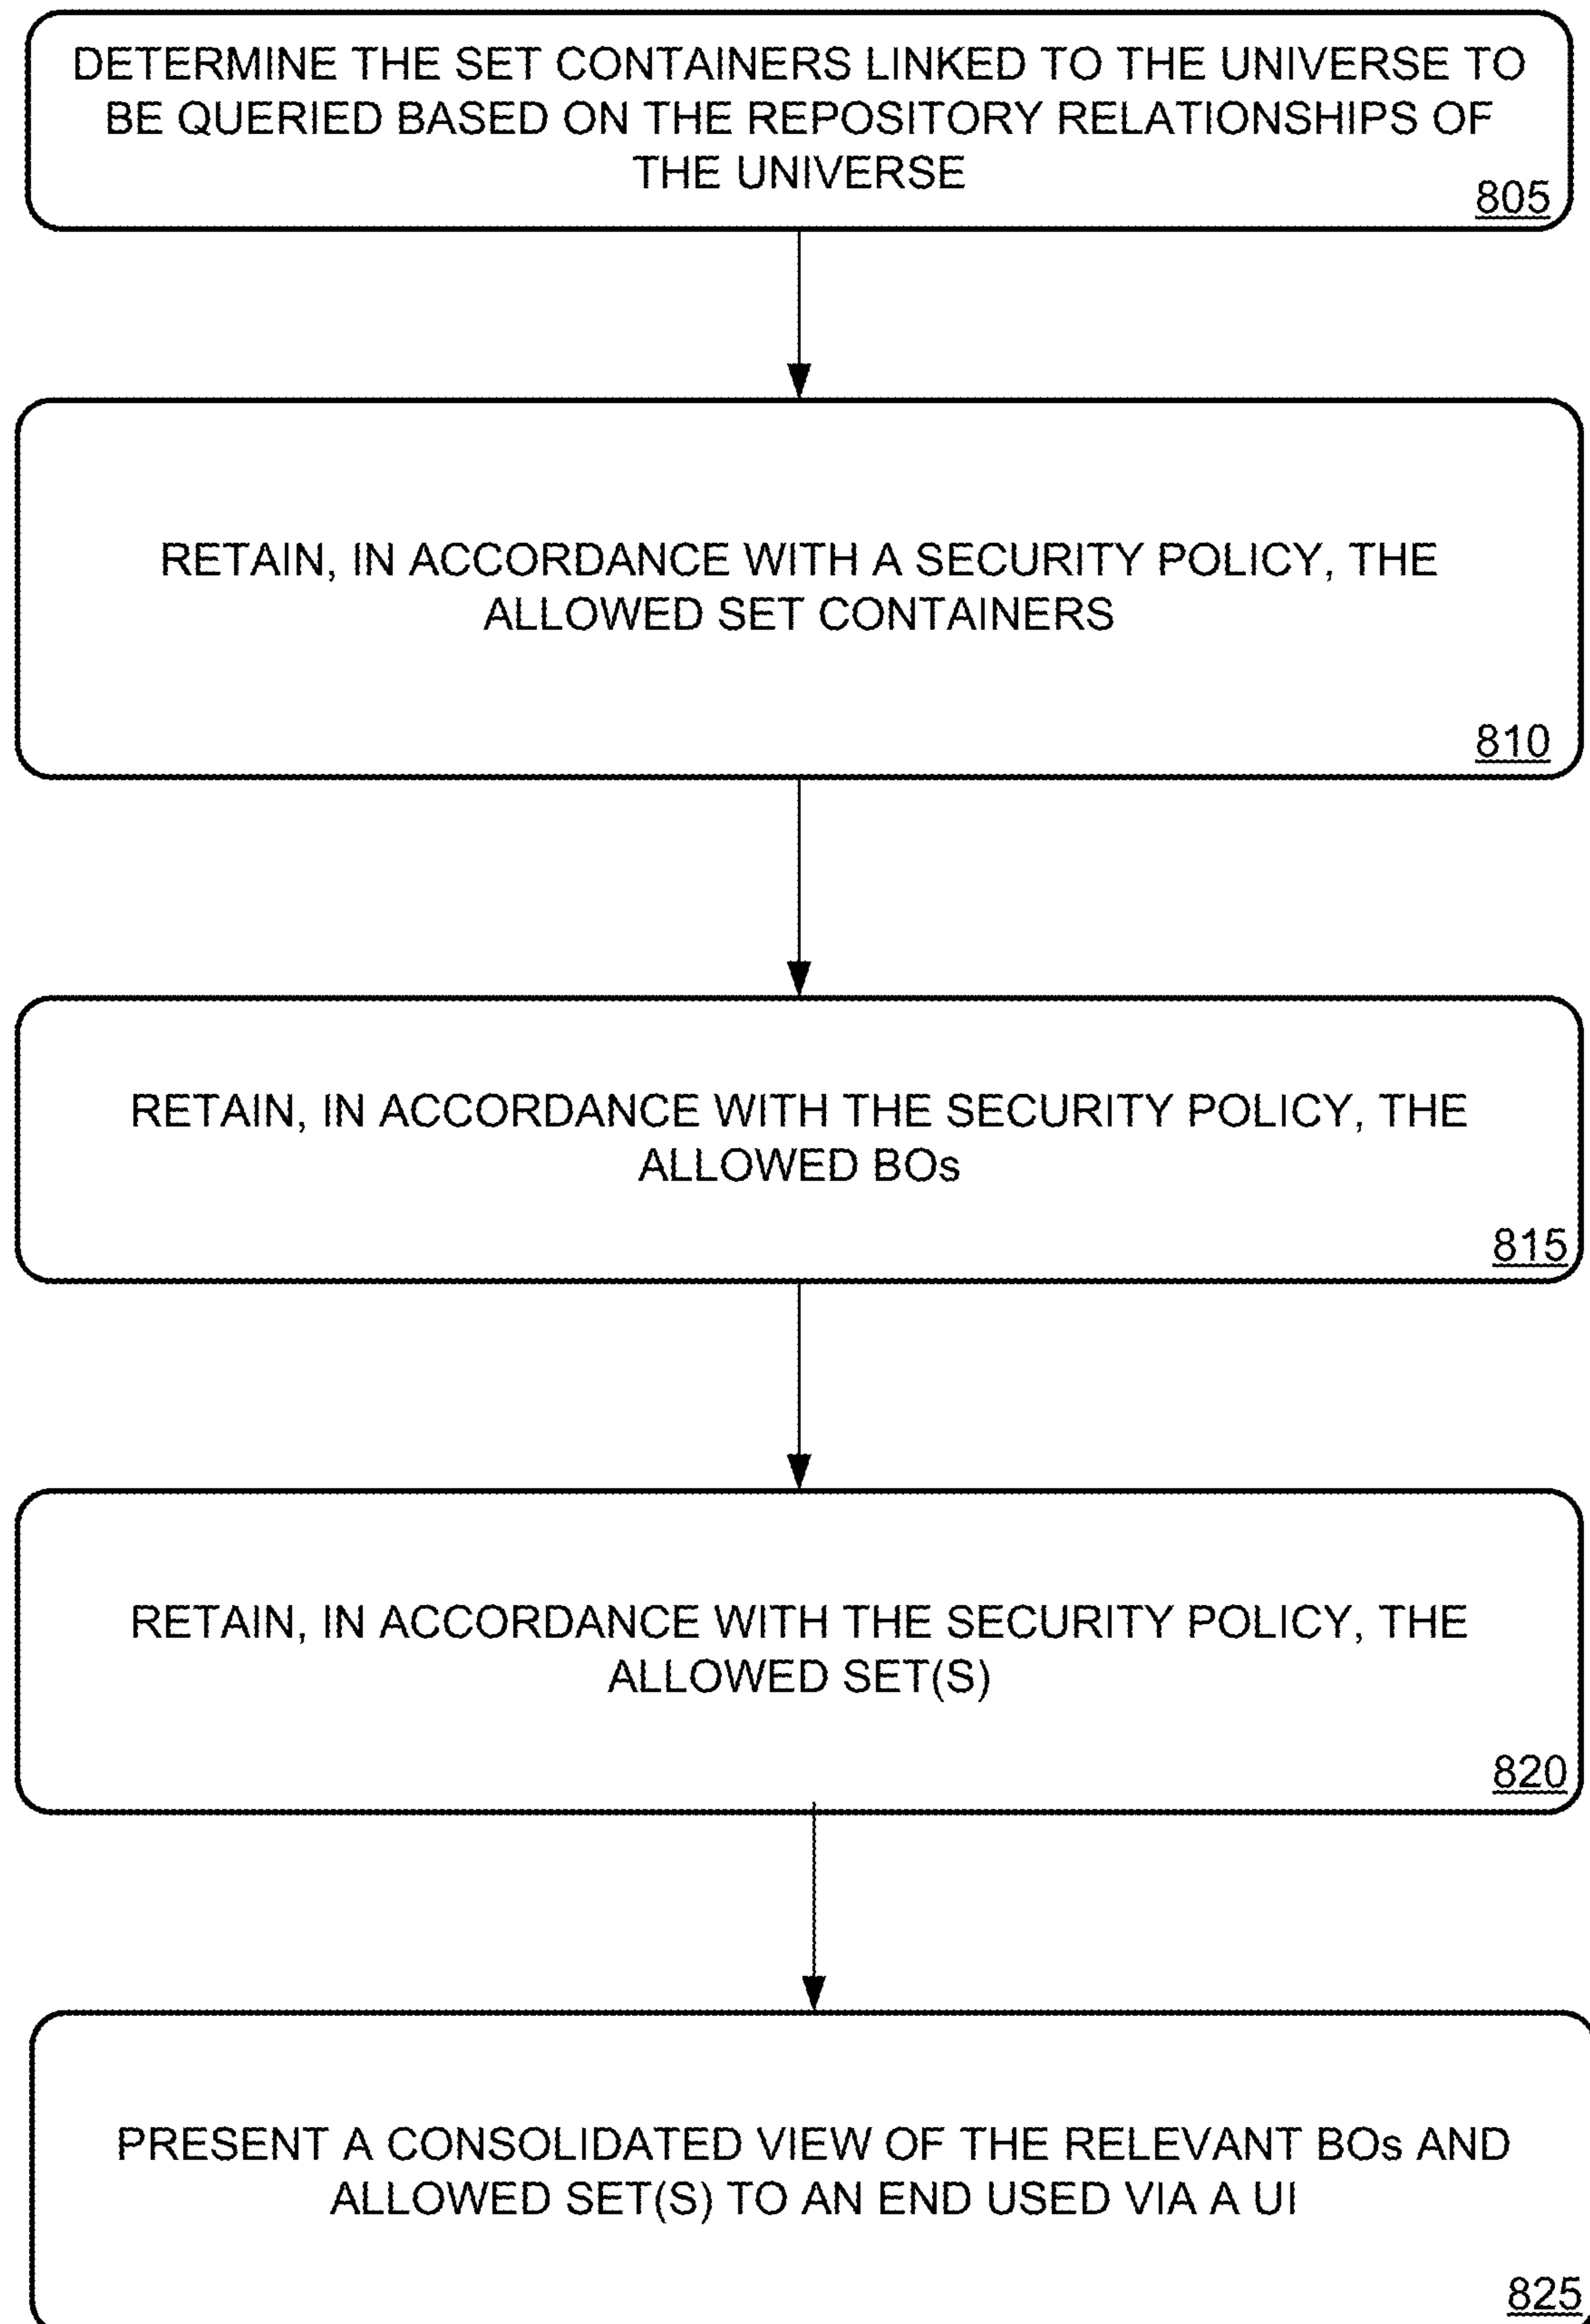 DETERMINE THE SET CONTAINERS LINKED TO THE UNIVERSE TO
BE QUERIED BASED ON THE REPOSITORY RELATIONSHIPS OF
THE UNIVERSE
805
RETAIN, IN ACCORDANCE WITH A SECURITY POLICY, THE
ALLOWED SET CONTAINERS
810
RETAIN, IN ACCORDANCE WITH THE SECURITY POLICY, THE
ALLOWED BOs
815
RETAIN, IN ACCORDANCE WITH THE SECURITY POLICY, THE
ALLOWED SET(S)
820
PRESENT A CONSOLIDATED VIEW OF THE RELEVANT BOs AND
ALLOWED SET(S) TO AN END USED VIA A UI
825